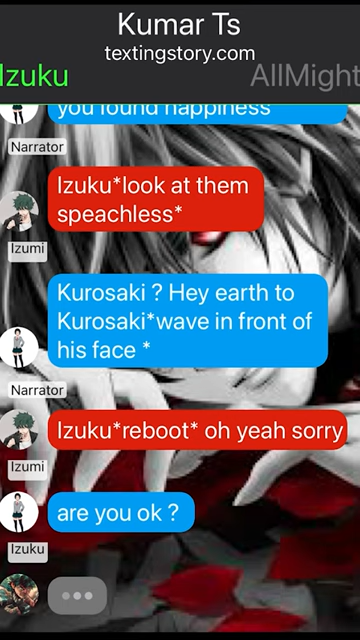 Kumar Ts
textingstory.com
Izuku
AllMight
you found happiness
Narrator
Izuku*look at them
speachless*
Izumi
Kurosaki ? Hey earth to
Kurosaki*wave in front of
his face *
Narrator
Izuku*reboot* oh yeah sorry
Izumi
are you ok ?
Izuku